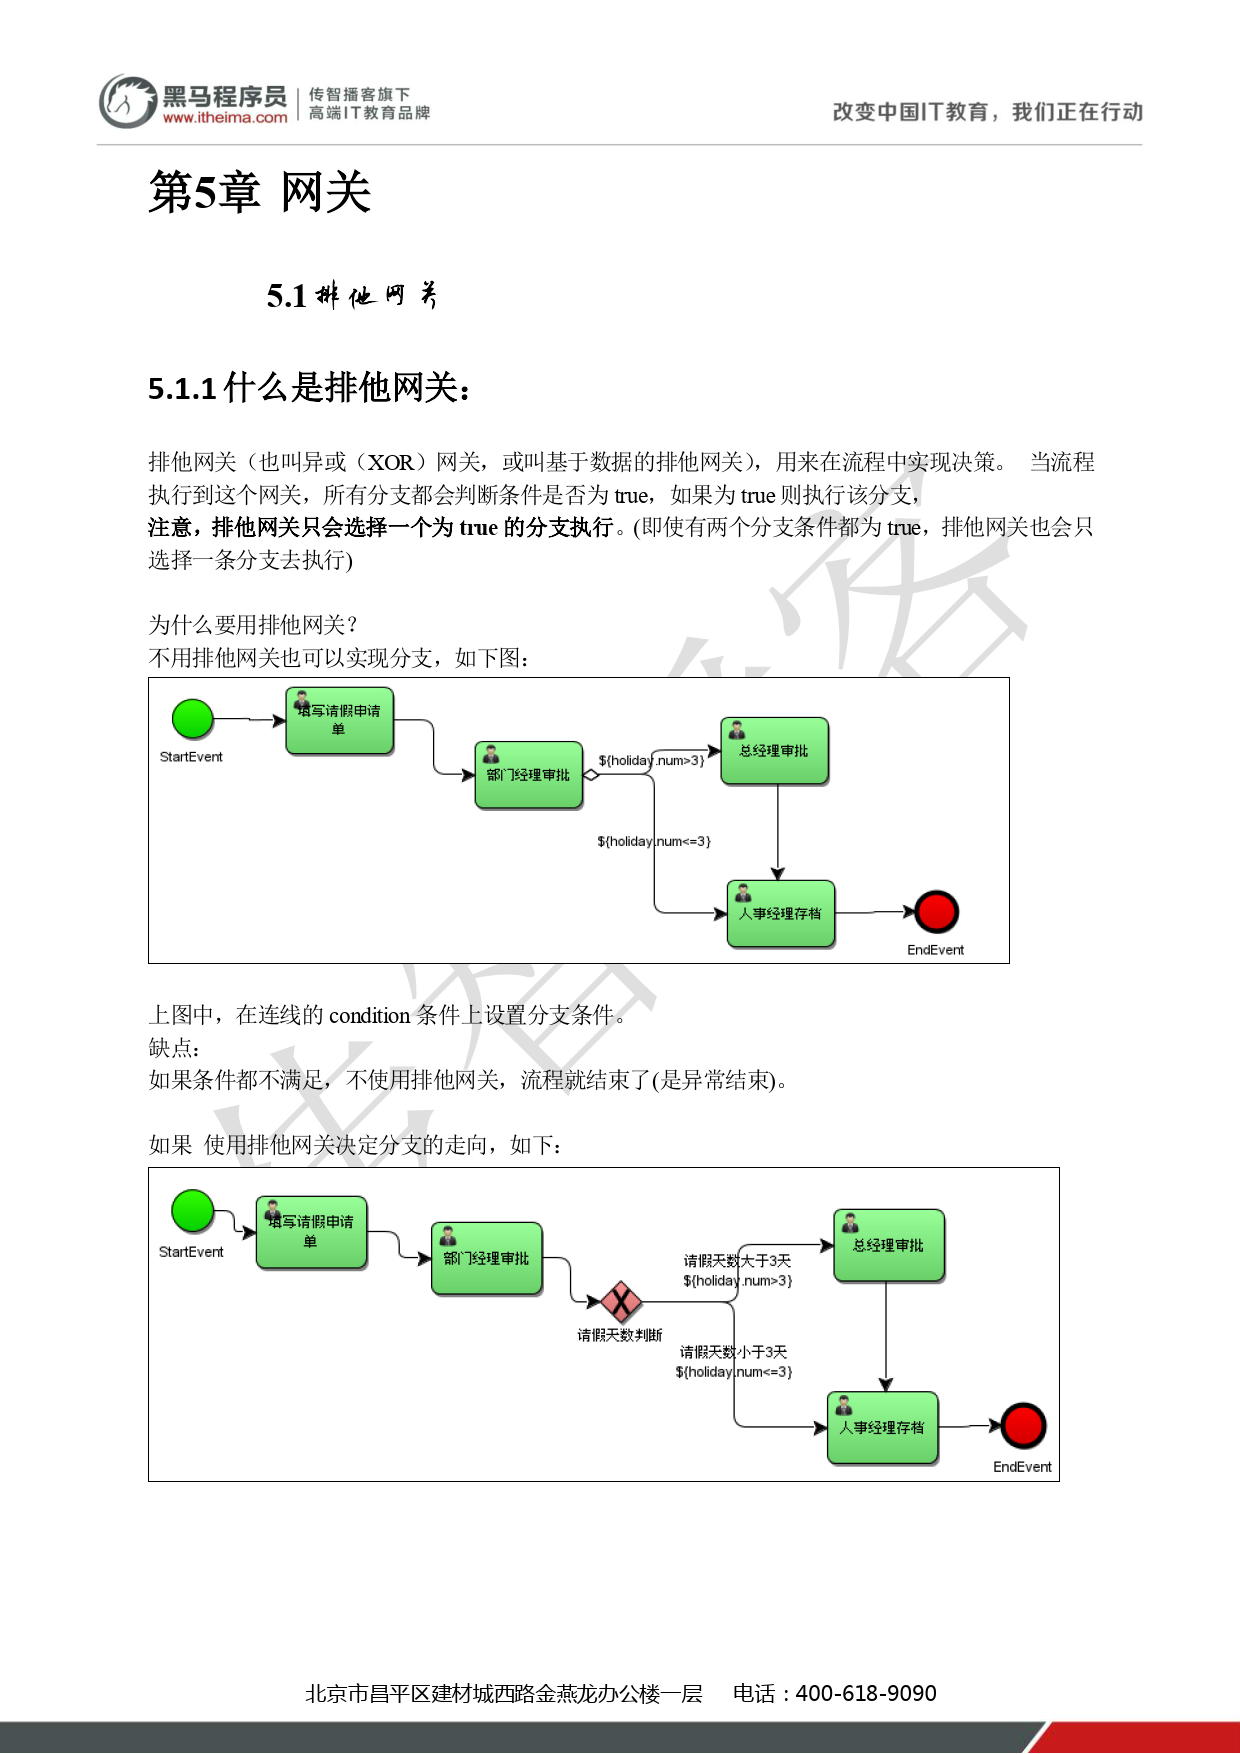 黑马程序员
www.itheima.com
传智播客旗下
高端IT教育品牌
改变中国IT教育，我们正在行动
第5章 网关
5.1 排他网关
5.1.1 什么是排他网关：
排他网关（也叫异或（XOR）网关，或叫基于数据的排他网关），用来在流程中实现决策。 当流程
执行到这个网关，所有分支都会判断条件是否为 true，如果为 true 则执行该分支，
注意，排他网关只会选择一个为 true 的分支执行。(即使有两个分支条件都为 true，排他网关也会只
选择一条分支去执行)
为什么要用排他网关？
不用排他网关也可以实现分支，如下图：
StartEvent
填写请假申请
单
部门经理审批
${holiday.num>3}
总经理审批
${holiday.num<=3}
人事经理存档
EndEvent
上图中，在连线的 condition 条件上设置分支条件。
缺点：
如果条件都不满足，不使用排他网关，流程就结束了(是异常结束)。
如果 使用排他网关决定分支的走向，如下：
StartEvent
填写请假申请
单
部门经理审批
请假天数判断
请假天数大于3天
${holiday.num>3}
总经理审批
请假天数小于3天
${holiday.num<=3}
人事经理存档
EndEvent
北京市昌平区建材城西路金燕龙办公楼一层 电话：400-618-9090